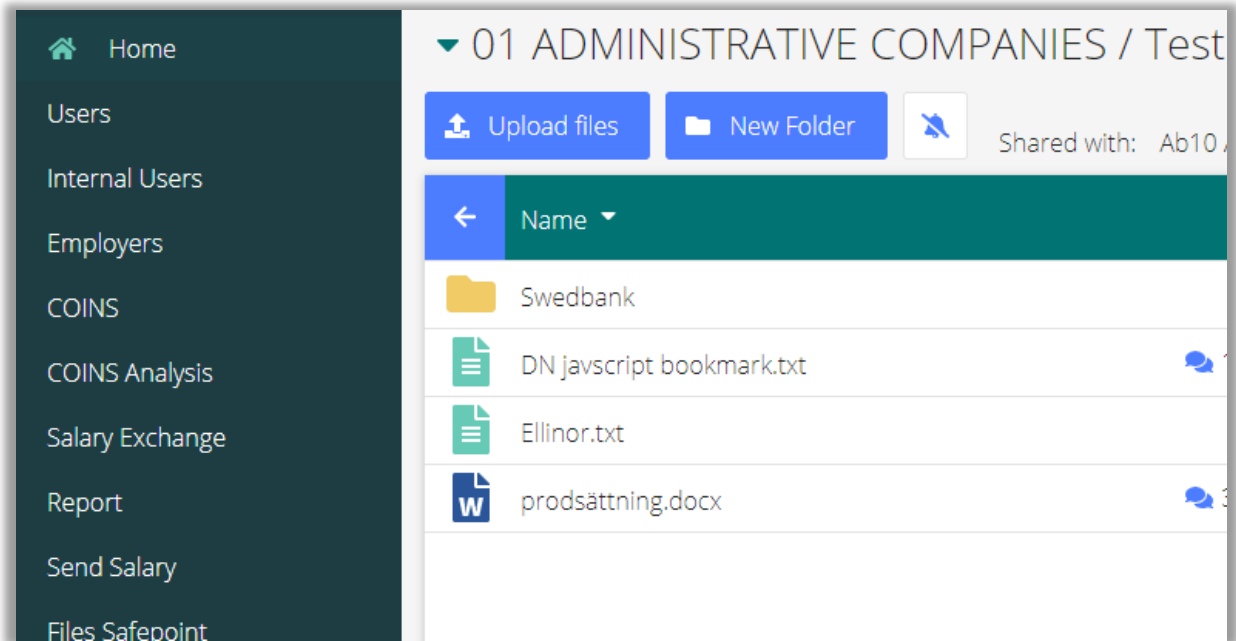 Home
Users
Internal Users
Employers
COINS
COINS Analysis
Salary Exchange
Report
Send Salary
Files Safepoint
01 ADMINISTRATIVE COMPANIES / Test
Upload files
New Folder
Shared with: Ab10
Name
Swedbank
DN javscript bookmark.txt
Ellinor.txt
W prodsättning.docx